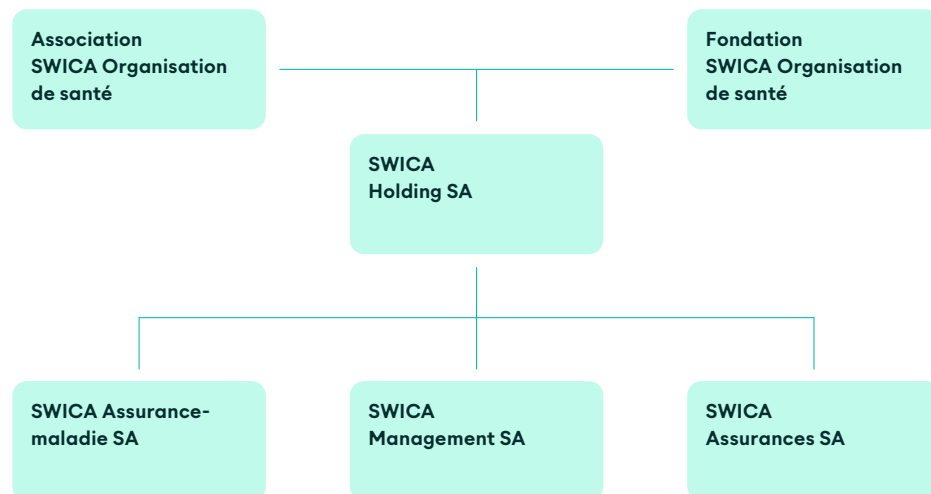 Association
SWICA Organisation
de santé
Fondation
SWICA Organisation
de santé
SWICA
Holding SA
SWICA Assurance-
maladie SA
SWICA
Management SA
SWICA
Assurances SA